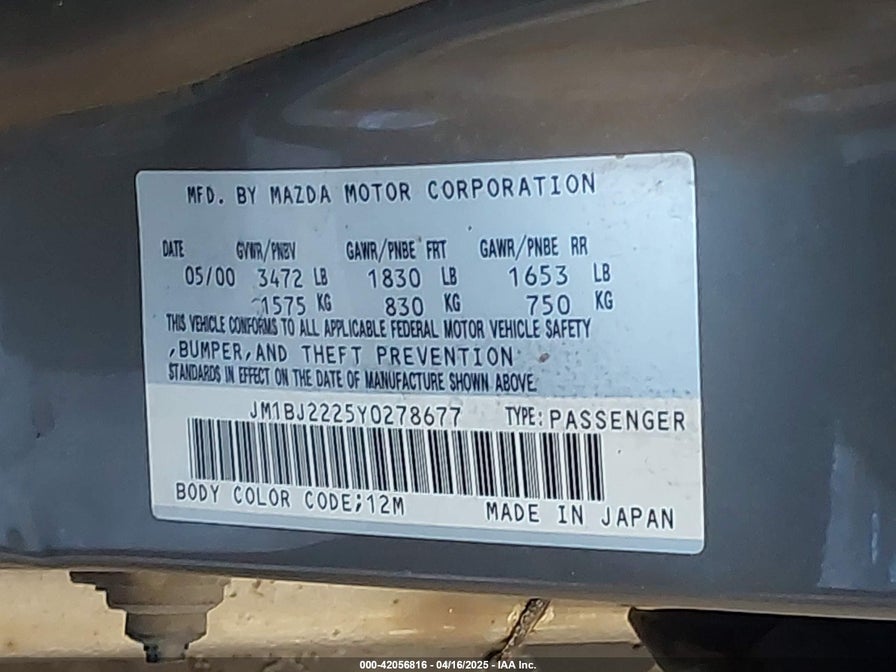 MFD. BY MAZDA MOTOR CORPORATION
DATE GVWR/PNBV GAWR/PNBE FRT GAWR/PNBE RR
05/00 3472 LB 1830 LB 1653 LB
1575 KG 830 KG 750 KG
THIS VEHICLE CONFORMS TO ALL APPLICABLE FEDERAL MOTOR VEHICLE SAFETY
,BUMPER,AND THEFT PREVENTION
STANDARDS IN EFFECT ON THE DATE OF MANUFACTURE SHOWN ABOVE.
JM1BJ2225Y0278677 TYPE:PASSENGER
BODY COLOR CODE;12M MADE IN JAPAN
000-42056816 - 04/16/2025 - IAA Inc.